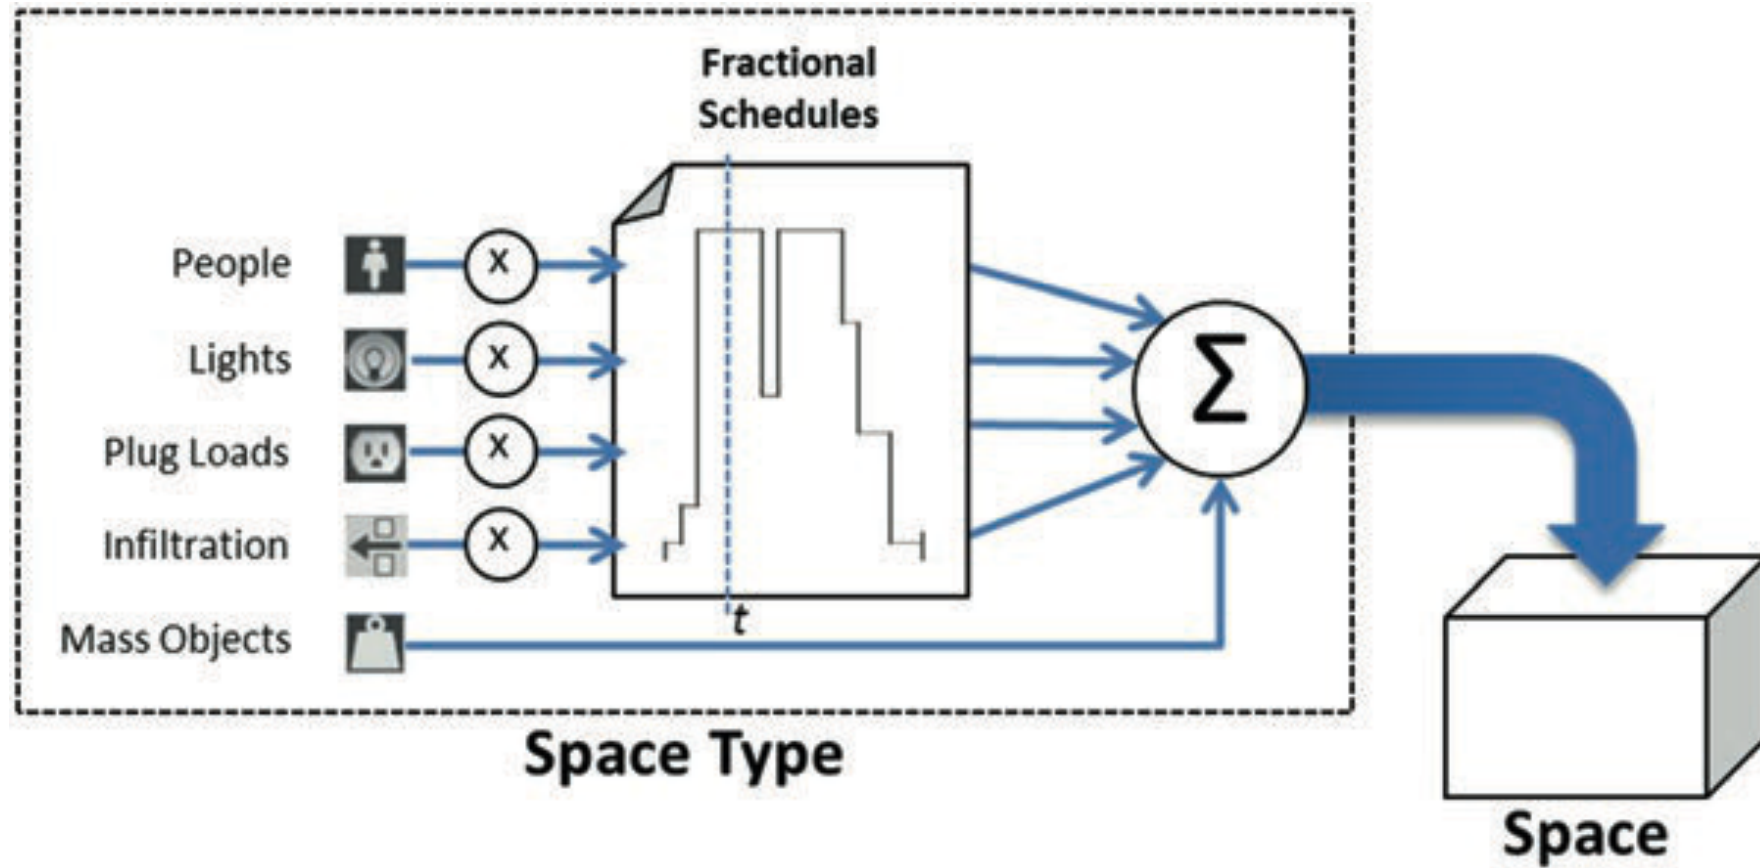 Fractional
Schedules
People
X
Lights
X
Plug Loads
X
Infiltration
X
t
Mass Objects
Σ
Space Type
Space